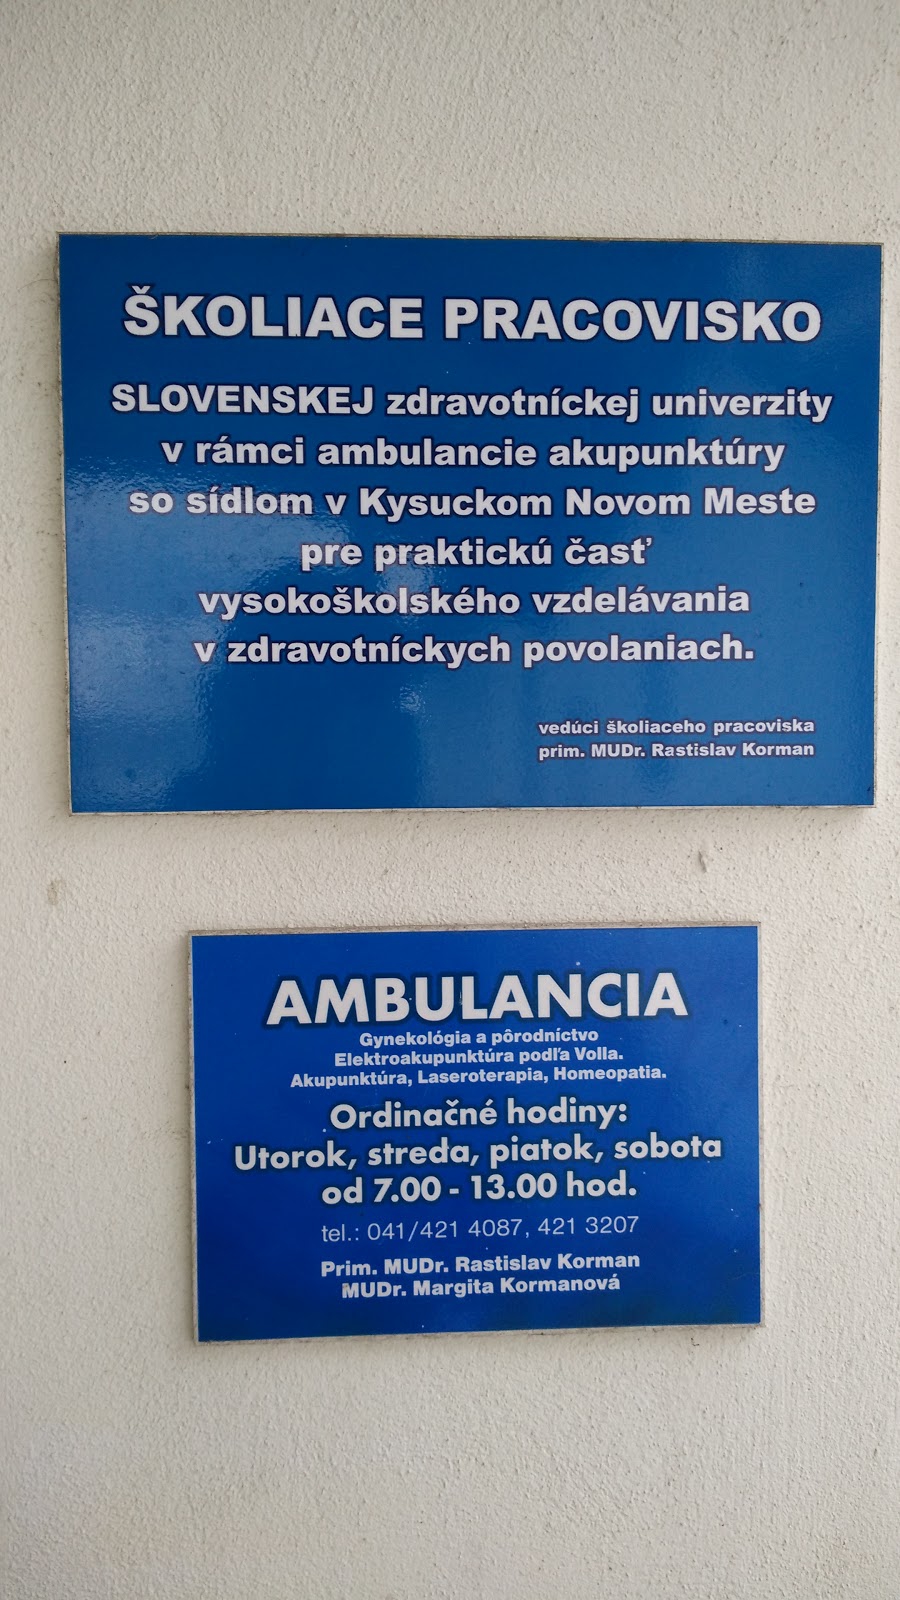 ŠKOLIACE PRACOVISKO
SLOVENSKEJ zdravotníckej univerzity
v rámci ambulancie akupunktúry
so sídlom v Kysuckom Novom Meste
pre praktickú časť
vysokoškolského vzdelávania
v zdravotníckych povolaniach.
vedúci školiaceho pracoviska
prim. MUDr. Rastislav Korman
AMBULANCIA
Gynekológia a pôrodníctvo
Elektroakupunktúra podľa Volla.
Akupunktúra, Laseroterapia, Homeopatia.
Ordinačné hodiny:
Utorok, streda, piatok, sobota
od 7.00 - 13.00 hod.
tel.: 041/421 4087, 421 3207
Prim. MUDr. Rastislav Korman
MUDr. Margita Kormanová